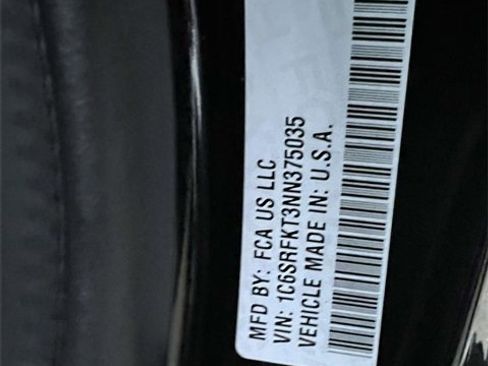 MFD BY: FCA US LLC
VIN: 1C6SRFKT3NN375035
VEHICLE MADE IN: U.S.A.